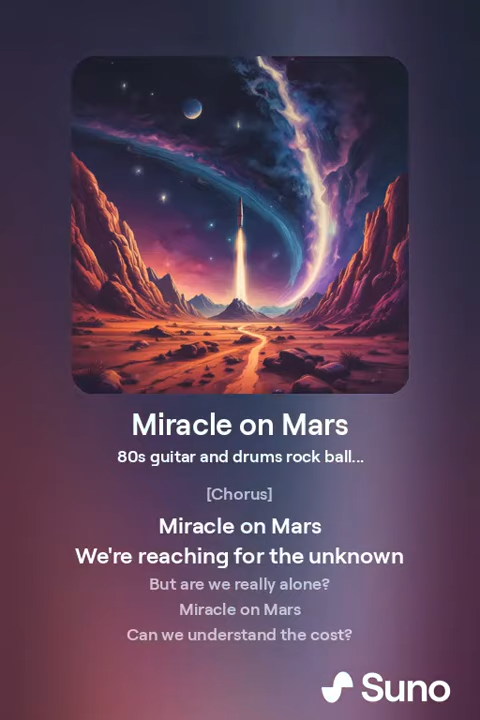 Miracle on Mars
80s guitar and drums rock ball...
[Chorus]
Miracle on Mars
We're reaching for the unknown
But are we really alone?
Miracle on Mars
Can we understand the cost?
Suno